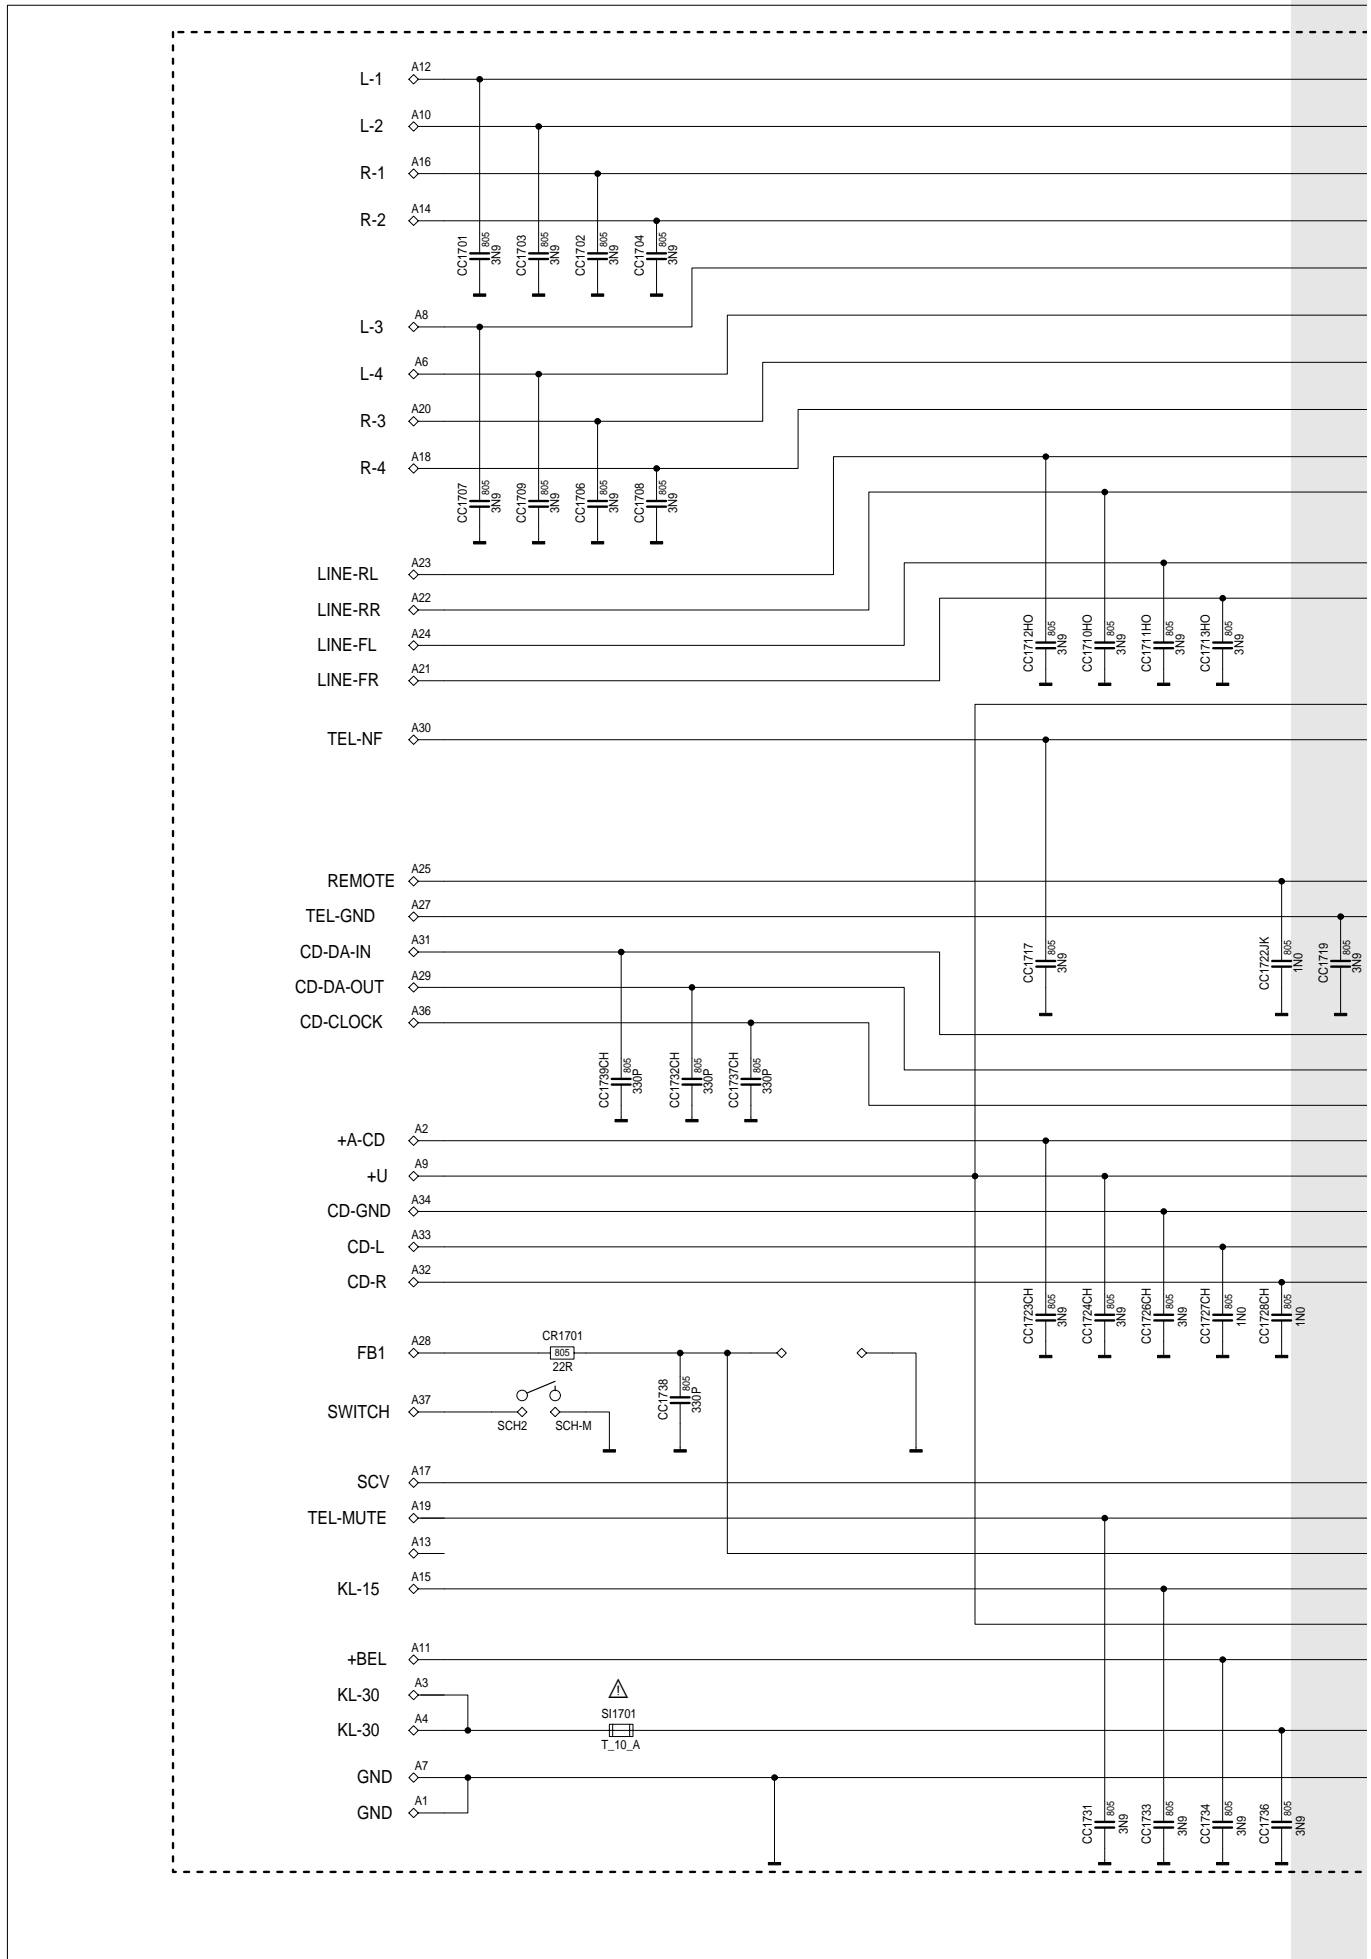 A12
L-1
A10
L-2
A16
R-1
A14
R-2
CC1701 805 3N9
CC1703 805 3N9
CC1702 805 3N9
CC1704 805 3N9
A8
L-3
A6
L-4
A20
R-3
A18
R-4
CC1707 805 3N9
CC1709 805 3N9
CC1706 805 3N9
CC1708 805 3N9
A23
LINE-RL
A22
LINE-RR
A24
LINE-FL
A21
LINE-FR
CC1712HO 805 3N9
CC1710HO 805 3N9
CC1711HO 805 3N9
CC1713HO 805 3N9
A30
TEL-NF
A25
REMOTE
A27
TEL-GND
A31
CD-DA-IN
A29
CD-DA-OUT
A36
CD-CLOCK
CC1717 805 3N9
CC1722JK 805 1N0
CC1719 805 3N9
CC1739CH 805 330P
CC1732CH 805 330P
CC1737CH 805 330P
A2
+A-CD
A9
+U
A34
CD-GND
A33
CD-L
A32
CD-R
CC1723CH 805 3N9
CC1724CH 805 3N9
CC1726CH 805 3N9
CC1727CH 805 1N0
CC1728CH 805 1N0
A28
FB1
CR1701
805
22R
CC1738 805 330P
A37
SWITCH
SCH2
SCH-M
A17
SCV
A19
TEL-MUTE
A13
A15
KL-15
A11
+BEL
A3
KL-30
A4
KL-30
!
SI1701
T_10_A
A7
GND
A1
GND
CC1731 805 3N9
CC1733 805 3N9
CC1734 805 3N9
CC1736 805 3N9